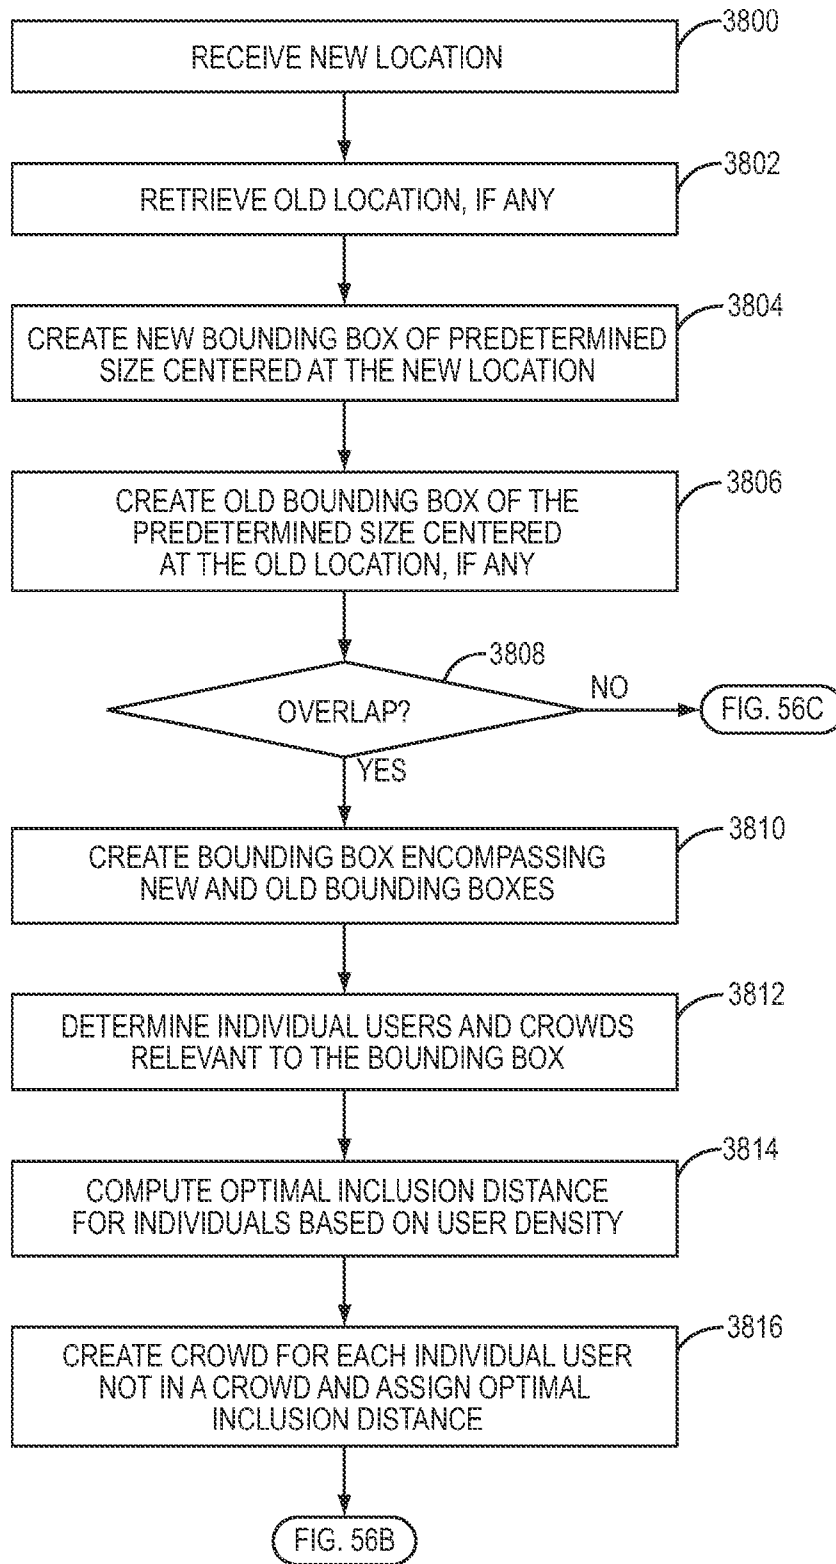 3800
RECEIVE NEW LOCATION
3802
RETRIEVE OLD LOCATION, IF ANY
3804
CREATE NEW BOUNDING BOX OF PREDETERMINED
SIZE CENTERED AT THE NEW LOCATION
3806
CREATE OLD BOUNDING BOX OF THE
PREDETERMINED SIZE CENTERED
AT THE OLD LOCATION, IF ANY
3808
OVERLAP?
NO
FIG. 56C
YES
3810
CREATE BOUNDING BOX ENCOMPASSING
NEW AND OLD BOUNDING BOXES
3812
DETERMINE INDIVIDUAL USERS AND CROWDS
RELEVANT TO THE BOUNDING BOX
3814
COMPUTE OPTIMAL INCLUSION DISTANCE
FOR INDIVIDUALS BASED ON USER DENSITY
3816
CREATE CROWD FOR EACH INDIVIDUAL USER
NOT IN A CROWD AND ASSIGN OPTIMAL
INCLUSION DISTANCE
FIG. 56B